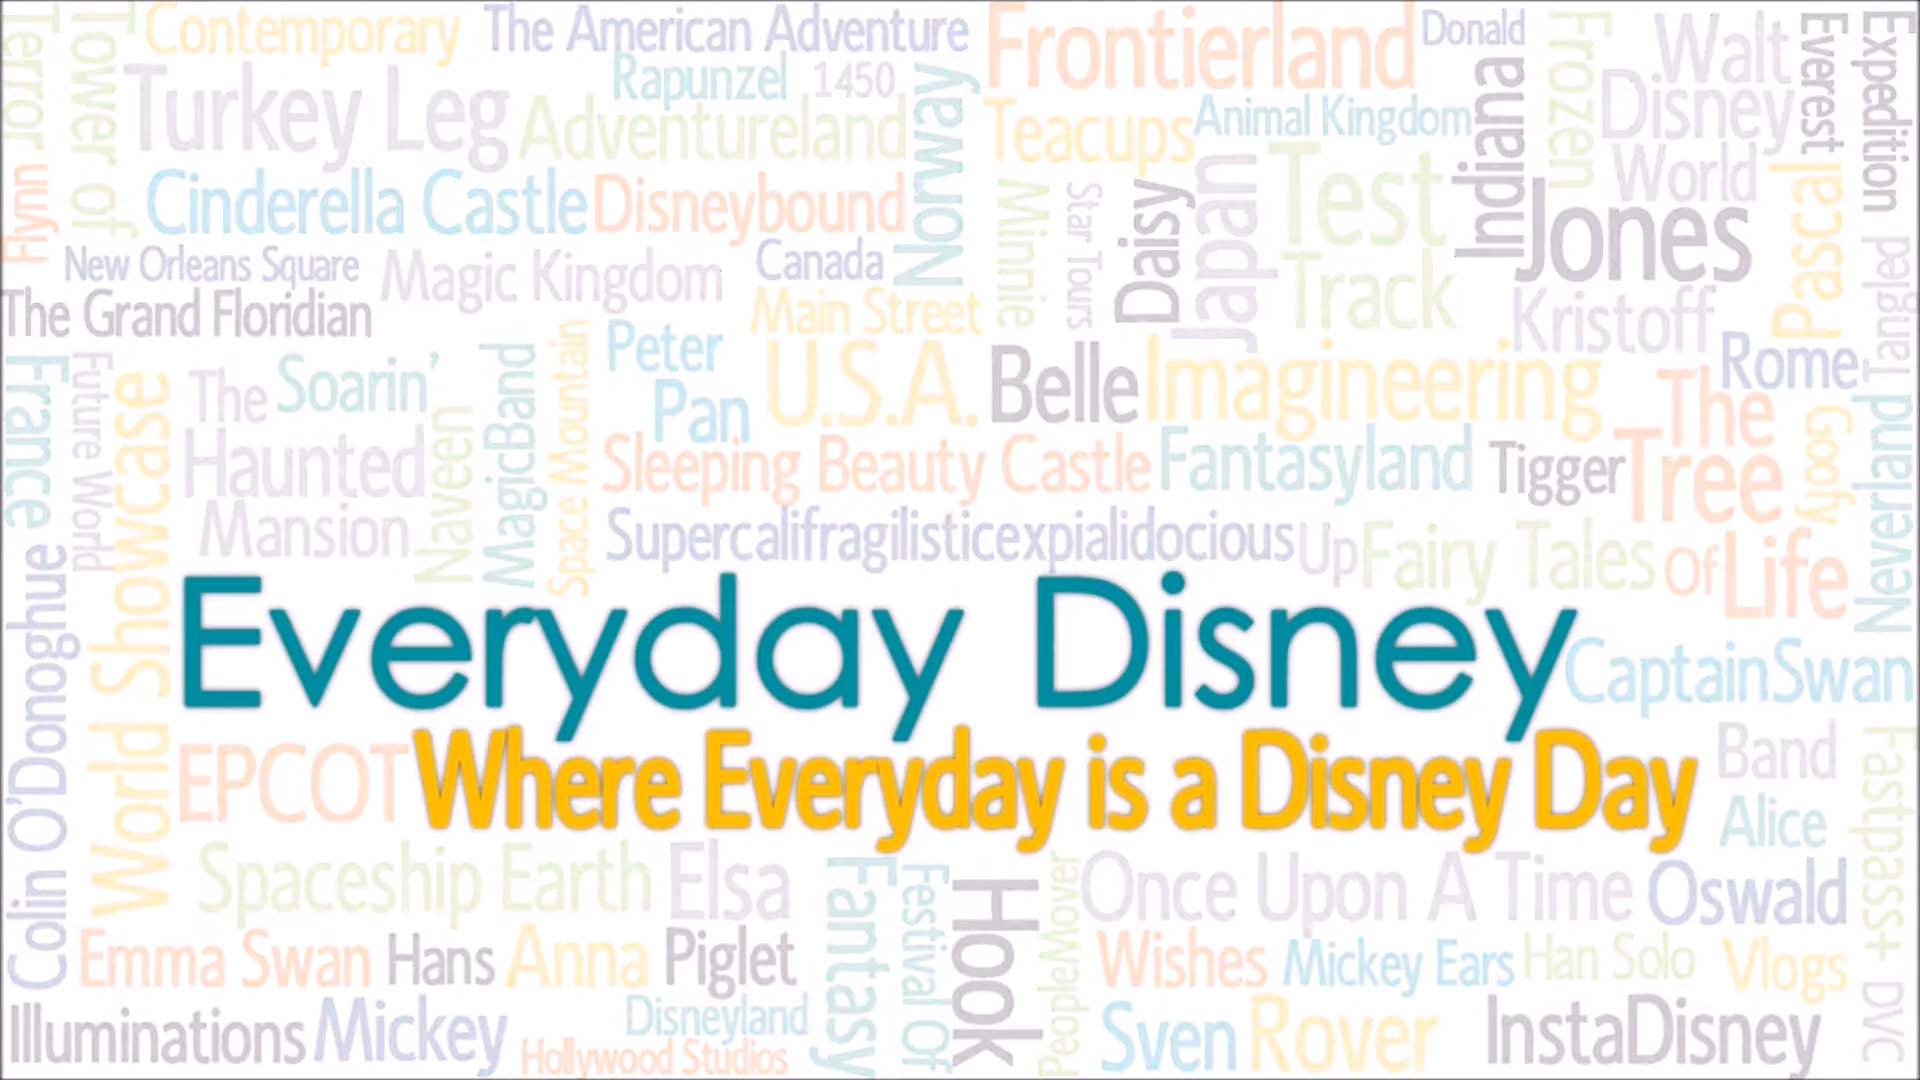 Terror
Tower of
Contemporary
The American Adventure
Frontierland
Donald
Frozen
Walt
Disney
World
Everest
Expedition
Turkey Leg
Rapunzel
1450
Adventureland
Norway
Teacups
Animal Kingdom
Indiana
Jones
Flynn
Cinderella Castle
Disneybound
Minnie
Star Tours
Daisy
Japan
Test
Track
Pascal
Tangled
New Orleans Square
Magic Kingdom
Canada
The Grand Floridian
Main Street
U.S.A.
Kristoff
Rome
France
Future World
World Showcase
The
Haunted
Mansion
Soarin'
Naveen
MagicBand
Space Mountain
Peter
Pan
Belle
Imagineering
The
Tree
Of
Life
Goofy
Neverland
Sleeping Beauty Castle
Fantasyland
Tigger
Supercalifragilisticexpialidocious
Up
Fairy Tales
Colin O'Donoghue
Everyday Disney
CaptainSwan
EPCOT
Where Everyday is a Disney Day
Band
Alice
Fastpass+
Spaceship Earth
Elsa
Fantasy
Festival Of
Hook
PeopleMover
Once Upon A Time
Oswald
Emma Swan
Hans
Anna
Piglet
Wishes
Mickey Ears
Han Solo
Vlogs
Illuminations
Mickey
Disneyland
Hollywood Studios
Sven
Rover
InstaDisney
DVC